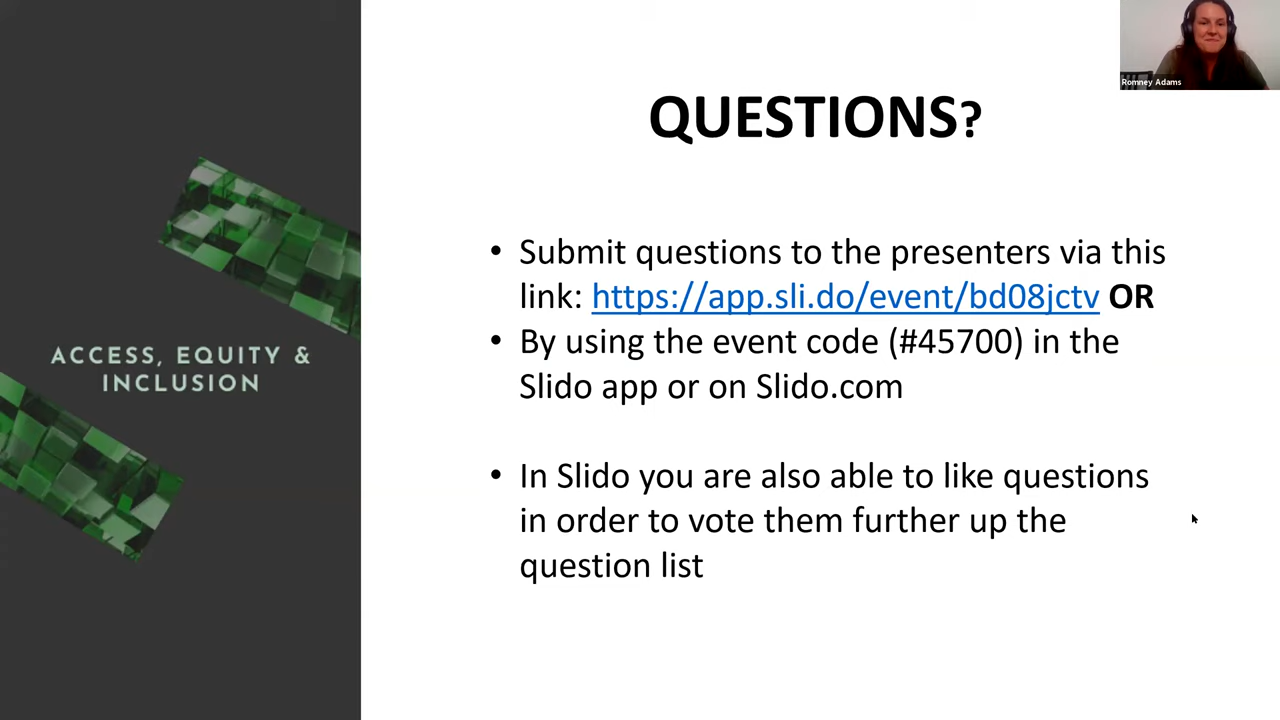 Romney Adams
QUESTIONS?
• Submit questions to the presenters via this
link: https://app.sli.do/event/bd08jctv OR
• By using the event code (#45700) in the
Slido app or on Slido.com
• In Slido you are also able to like questions
in order to vote them further up the
question list
ACCESS, EQUITY &
INCLUSION